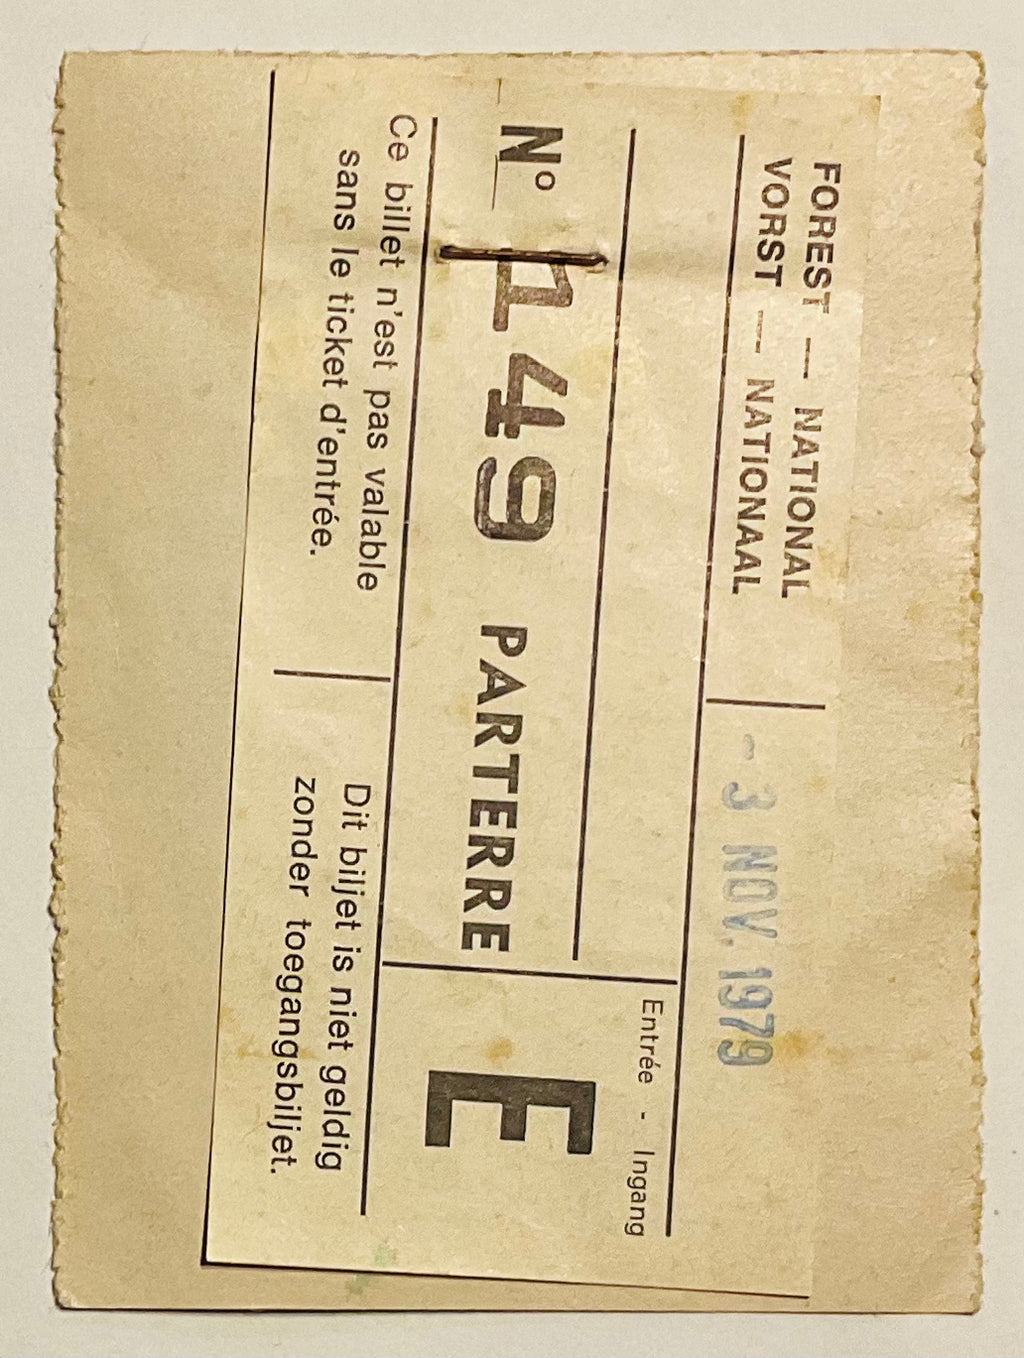 FOREST — NATIONAL
VORST — NATIONAAL
- 3 NOV. 1979
Entrée - Ingang
Nº 149 PARTERRE
E
Ce billet n'est pas valable
sans le ticket d'entrée.
Dit biljet is niet geldig
zonder toegangsbiljet.